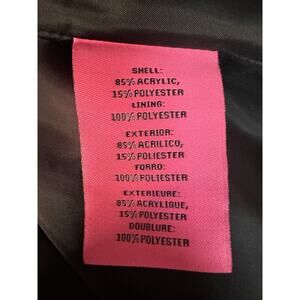 SHELL:
85% ACRYLIC,
15% POLYESTER
LINING:
100% POLYESTER
EXTERIOR:
85% ACRILICO,
15% POLIESTER
FORRO:
100% POLIESTER
EXTERIEURE:
85% ACRYLIQUE,
15% POLYESTER
DOUBLURE:
100% POLYESTER